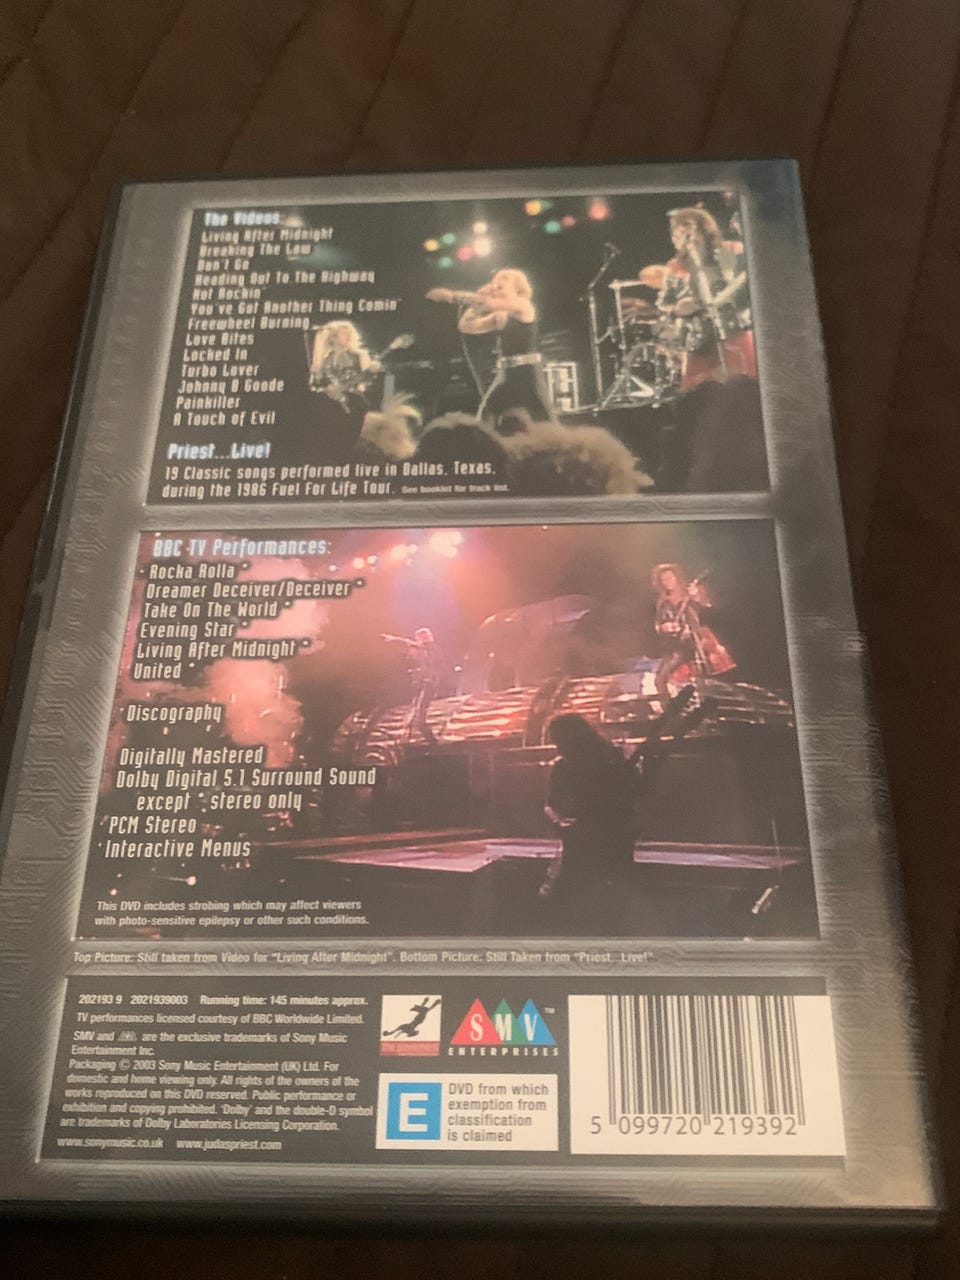 The Videos:
Living After Midnight
Breaking The Law
Don't Go
Heading Out To The Highway
Hot Rockin'
You've Got Another Thing Comin'
Freewheel Burning
Love Bites
Locked In
Turbo Lover
Johnny B Goode
Painkiller
A Touch of Evil
Priest...Live!
19 Classic songs performed live in Dallas, Texas,
during the 1986 Fuel For Life Tour. See booklet for track list.
BBC TV Performances:
· Rocka Rolla *
Dreamer Deceiver/Deceiver *
Take On The World *
Evening Star *
Living After Midnight *
United *
· Discography
Digitally Mastered
Dolby Digital 5.1 Surround Sound
except * stereo only
· PCM Stereo
· Interactive Menus
This DVD includes strobing which may affect viewers
with photo-sensitive epilepsy or other such conditions.
Top Picture: Still taken from Video for "Living After Midnight". Bottom Picture: Still Taken from "Priest...Live!"
202193 9 2021939003 Running time: 145 minutes approx.
TV performances licensed courtesy of BBC Worldwide Limited.
SMV and are the exclusive trademarks of Sony Music
Entertainment Inc.
Packaging © 2003 Sony Music Entertainment (UK) Ltd. For
domestic and home viewing only. All rights of the owners of the
works reproduced on this DVD reserved. Public performance or
exhibition and copying prohibited. 'Dolby' and the double-D symbol
are trademarks of Dolby Laboratories Licensing Corporation.
www.sonymusic.co.uk www.judaspriest.com
SMV™
ENTERPRISES
E
DVD from which
exemption from
classification
is claimed
5 099720 219392